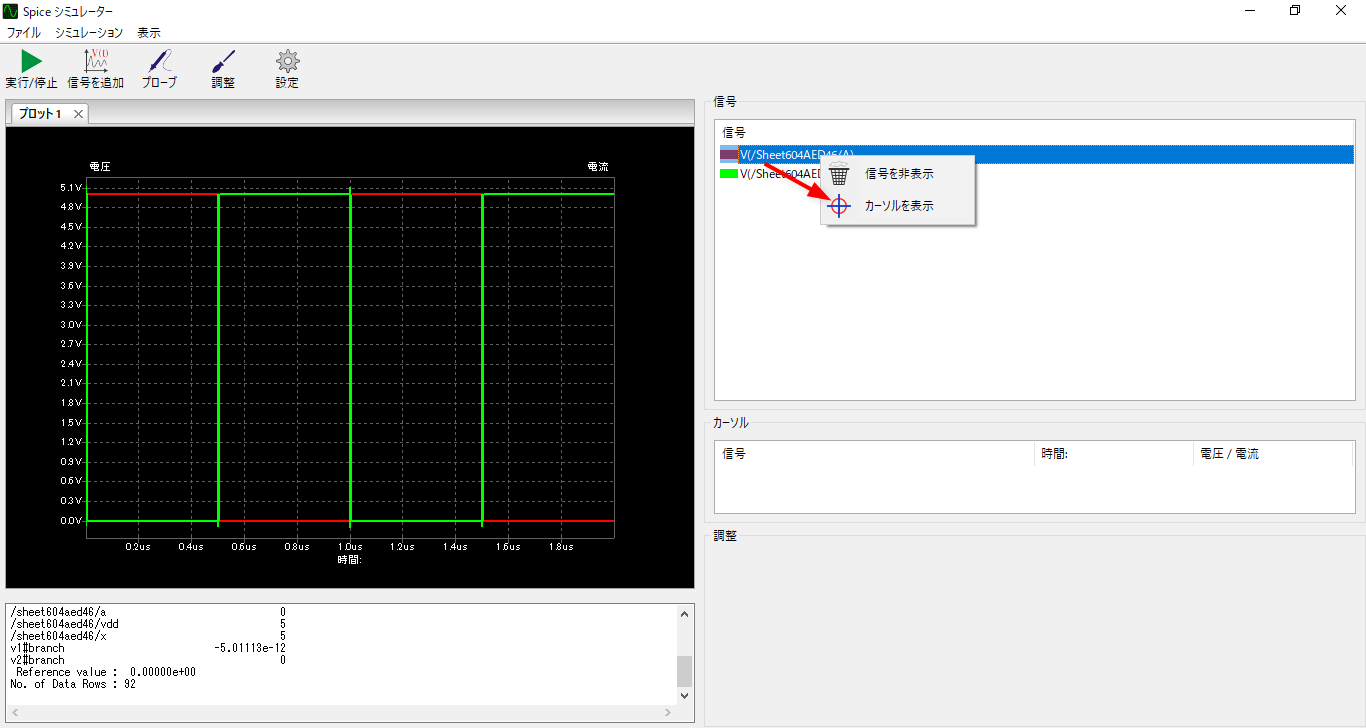 Spice シミュレーター
ファイル シミュレーション 表示
実行/停止 信号を追加 プローブ 調整 設定
プロット1
電圧 電流
5.1V
4.8V
4.5V
4.2V
3.9V
3.6V
3.3V
3.0V
2.7V
2.4V
2.1V
1.8V
1.5V
1.2V
0.9V
0.6V
0.3V
0.0V
0.2us 0.4us 0.6us 0.8us 1.0us 1.2us 1.4us 1.6us 1.8us
時間:
/sheet604aed46/a 0
/sheet604aed46/vdd 5
/sheet604aed46/x 5
v1#branch -5.01113e-12
v2#branch 0
Reference value : 0.00000e+00
No. of Data Rows : 92
信号
信号
V(/Sheet604AED46/A)
V(/Sheet604AED
信号を非表示
カーソルを表示
カーソル
信号 時間: 電圧 / 電流
調整